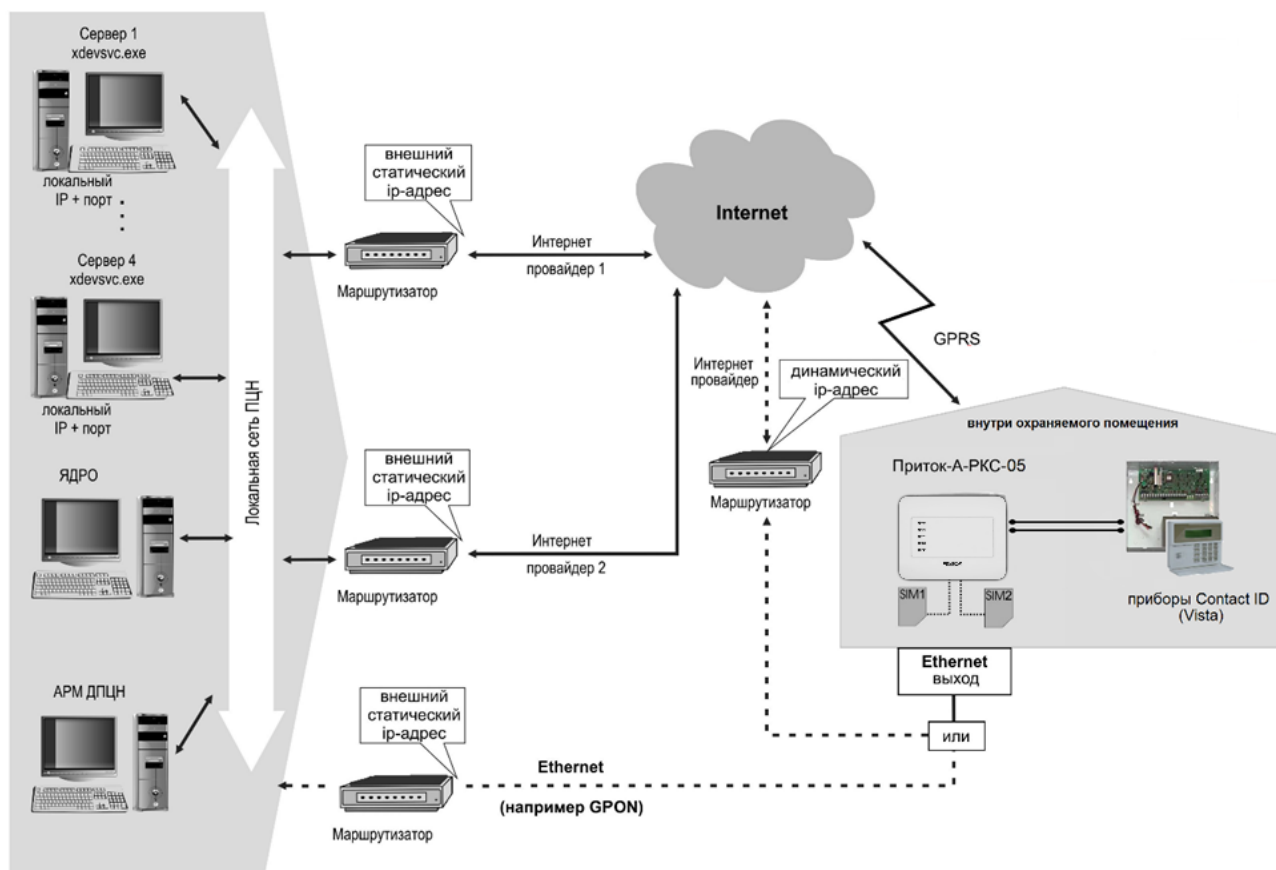 Сервер 1
xdevsvc.exe
локальный
IP + порт
Сервер 4
xdevsvc.exe
локальный
IP + порт
ЯДРО
АРМ ДПЦН
Локальная сеть ПЦН
внешний
статический
ip-адрес
Маршрутизатор
Интернет
провайдер 1
внешний
статический
ip-адрес
Маршрутизатор
Интернет
провайдер 2
внешний
статический
ip-адрес
Маршрутизатор
Ethernet
(например GPON)
Internet
GPRS
Интернет
провайдер
динамический
ip-адрес
Маршрутизатор
внутри охраняемого помещения
Приток-А-РКС-05
SIM1
SIM2
приборы Contact ID
(Vista)
Ethernet
выход
или